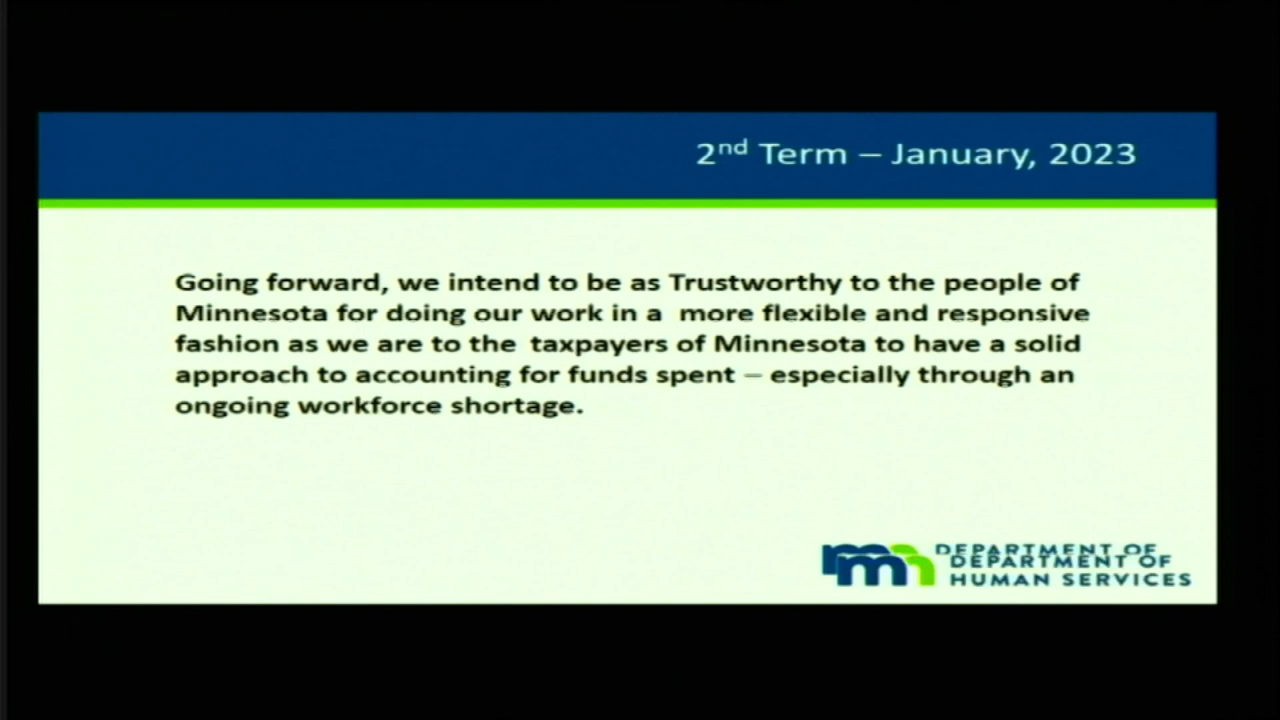 2nd Term – January, 2023
Going forward, we intend to be as Trustworthy to the people of
Minnesota for doing our work in a more flexible and responsive
fashion as we are to the taxpayers of Minnesota to have a solid
approach to accounting for funds spent – especially through an
ongoing workforce shortage.
mn
DEPARTMENT OF
DEPARTMENT OF
HUMAN SERVICES